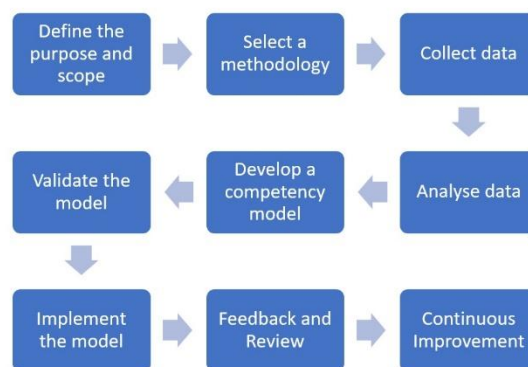 Define the
purpose and
scope
Select a
methodology
Collect data
Analyse data
Develop a
competency
model
Validate the
model
Implement
the model
Feedback and
Review
Continuous
Improvement